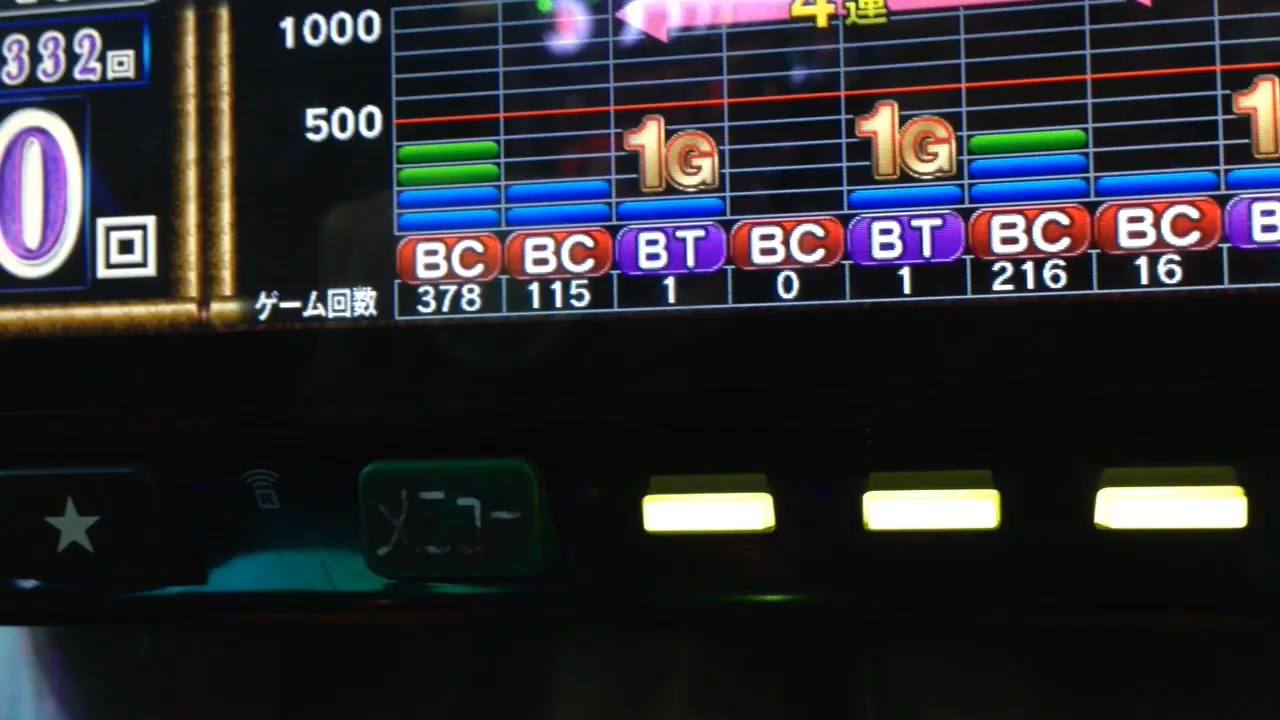 1000
4連
332回
500
1G 1G 1
0回
BC BC BT BC BT BC BC B
ゲーム回数 378 115 1 0 1 216 16
R
メニュー